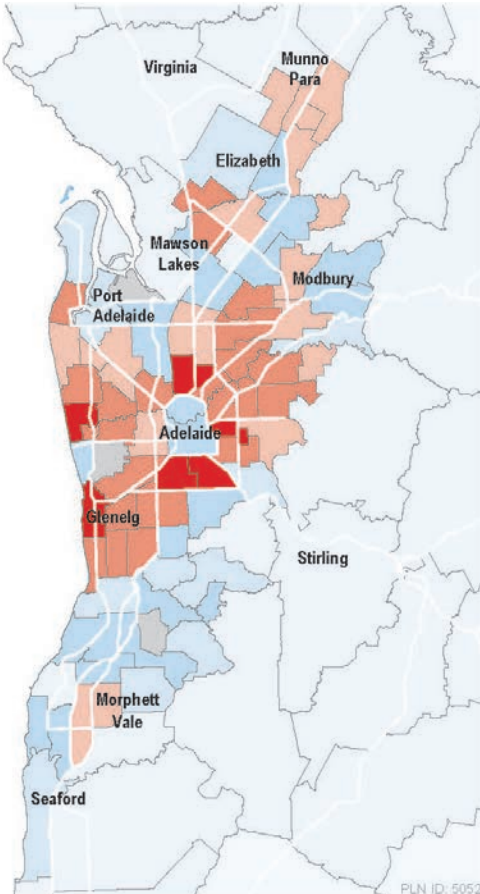 Virginia
Munno
Para
Elizabeth
Mawson
Lakes
Modbury
Port
Adelaide
Adelaide
Glenelg
Stirling
Morphett
Vale
Seaford
PLN ID: 5052